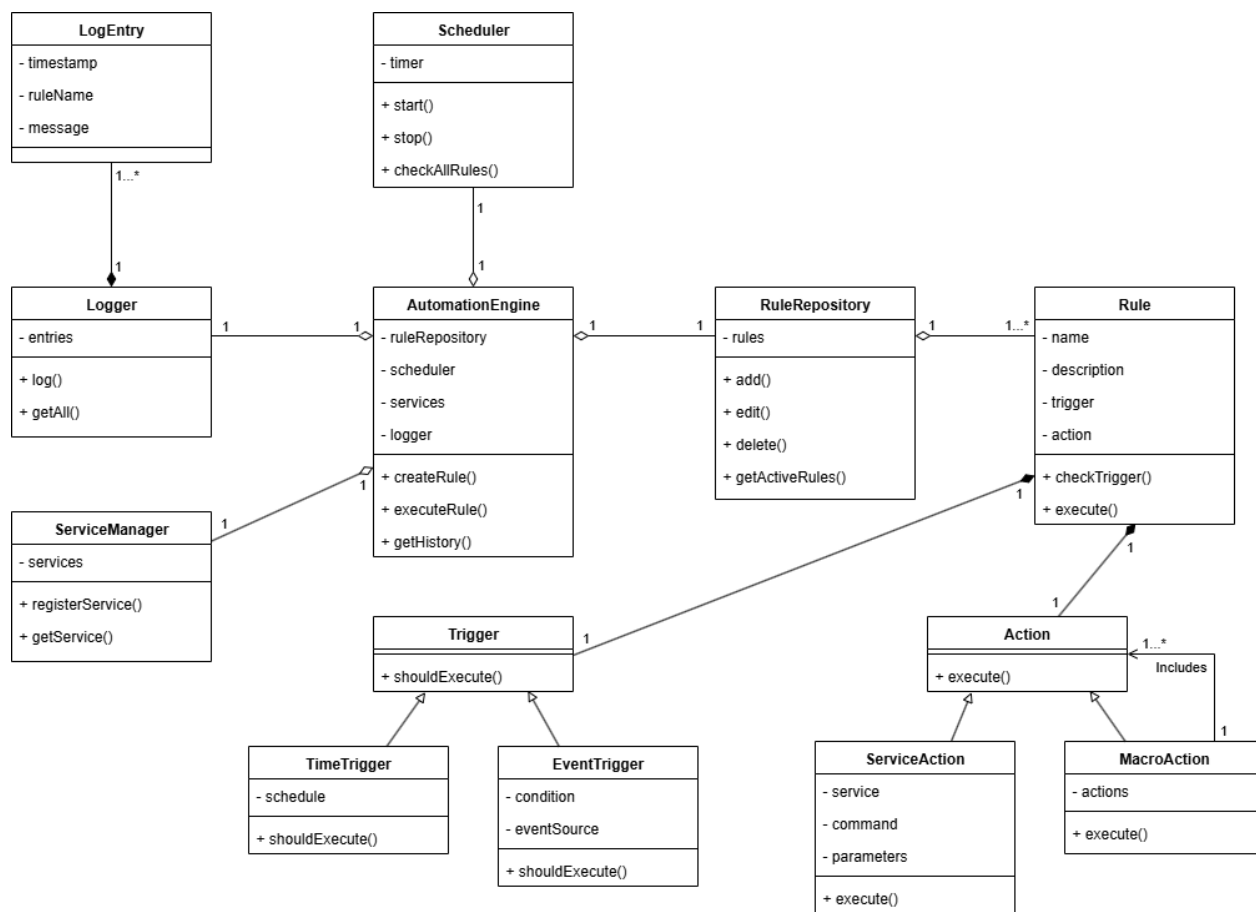 LogEntry
- timestamp
- ruleName
- message
1...*
1
Scheduler
- timer
+ start()
+ stop()
+ checkAllRules()
1
1
Logger
- entries
+ log()
+ getAll()
1
1
AutomationEngine
- ruleRepository
- scheduler
- services
- logger
+ createRule()
+ executeRule()
+ getHistory()
1
1
RuleRepository
- rules
+ add()
+ edit()
+ delete()
+ getActiveRules()
1
1...*
Rule
- name
- description
- trigger
- action
+ checkTrigger()
+ execute()
1
1
ServiceManager
- services
+ registerService()
+ getService()
1
1
Trigger
+ shouldExecute()
1
1
Action
+ execute()
1...*
Includes
1
TimeTrigger
- schedule
+ shouldExecute()
EventTrigger
- condition
- eventSource
+ shouldExecute()
ServiceAction
- service
- command
- parameters
+ execute()
MacroAction
- actions
+ execute()